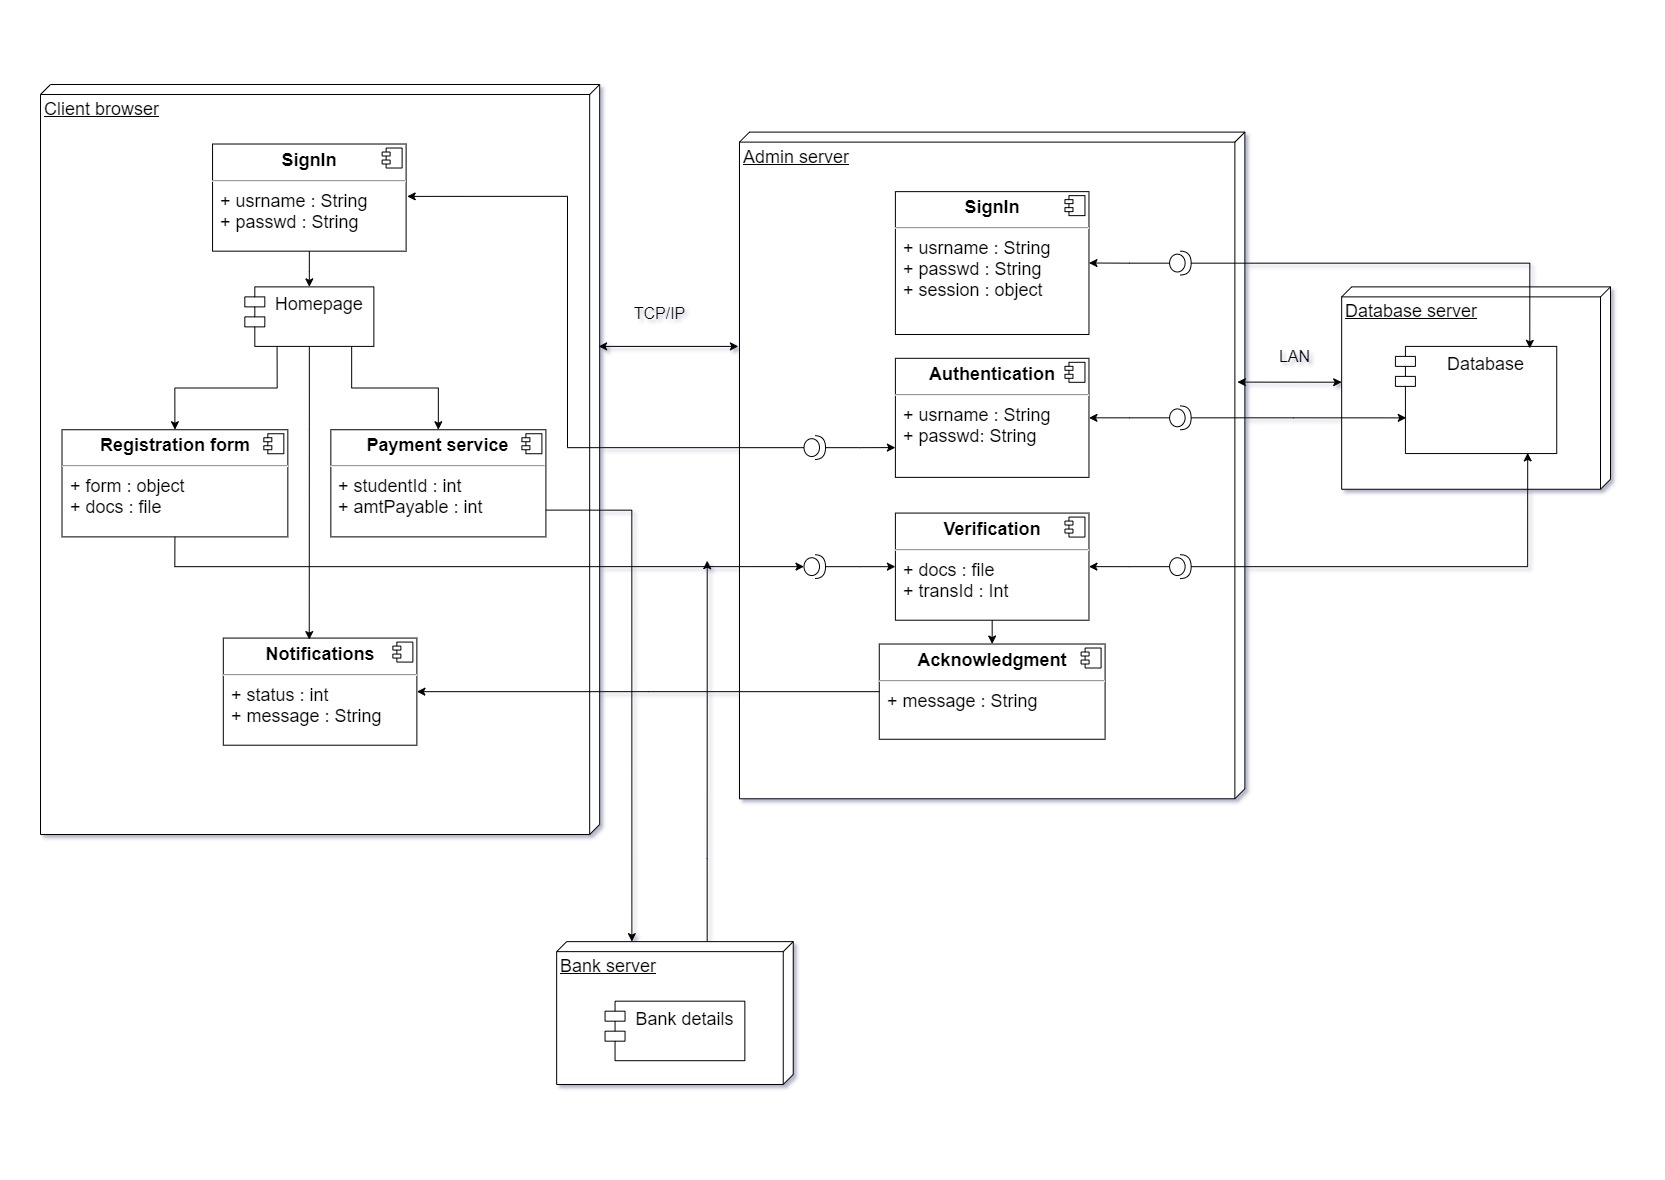 Client browser
SignIn
+ usrname : String
+ passwd : String
Homepage
Registration form
+ form : object
+ docs : file
Payment service
+ studentId : int
+ amtPayable : int
Notifications
+ status : int
+ message : String
TCP/IP
Admin server
SignIn
+ usrname : String
+ passwd : String
+ session : object
Authentication
+ usrname : String
+ passwd: String
Verification
+ docs : file
+ transId : Int
Acknowledgment
+ message : String
LAN
Database server
Database
Bank server
Bank details